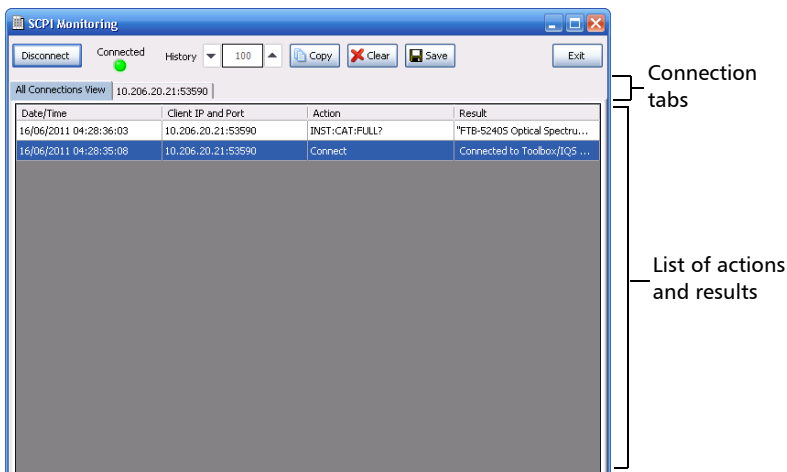 SCPI Monitoring
Disconnect Connected History 100 Copy Clear Save Exit
All Connections View 10.206.20.21:53590
Date/Time Client IP and Port Action Result
16/06/2011 04:28:36:03 10.206.20.21:53590 INST:CAT:FULL? "FTB-5240S Optical Spectru...
16/06/2011 04:28:35:08 10.206.20.21:53590 Connect Connected to Toolbox/IQS ...
Connection
tabs
List of actions
and results